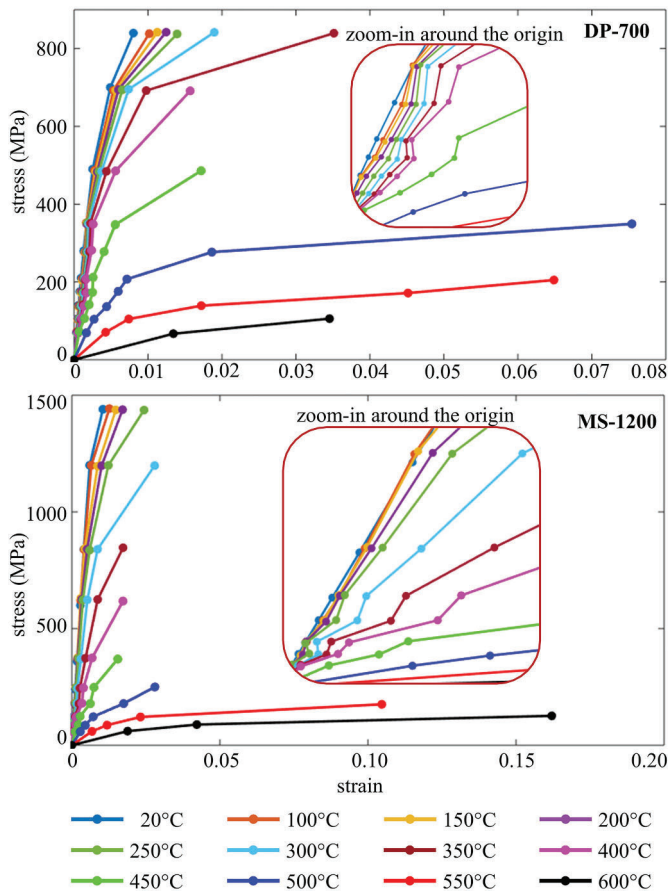 DP-700
zoom-in around the origin
stress (MPa)
800
600
400
200
0
0.01 0.02 0.03 0.04 0.05 0.06 0.07 0.08
MS-1200
zoom-in around the origin
stress (MPa)
1500
1000
500
0
0 0.05 0.10 0.15 0.20
strain
20°C 100°C 150°C 200°C
250°C 300°C 350°C 400°C
450°C 500°C 550°C 600°C